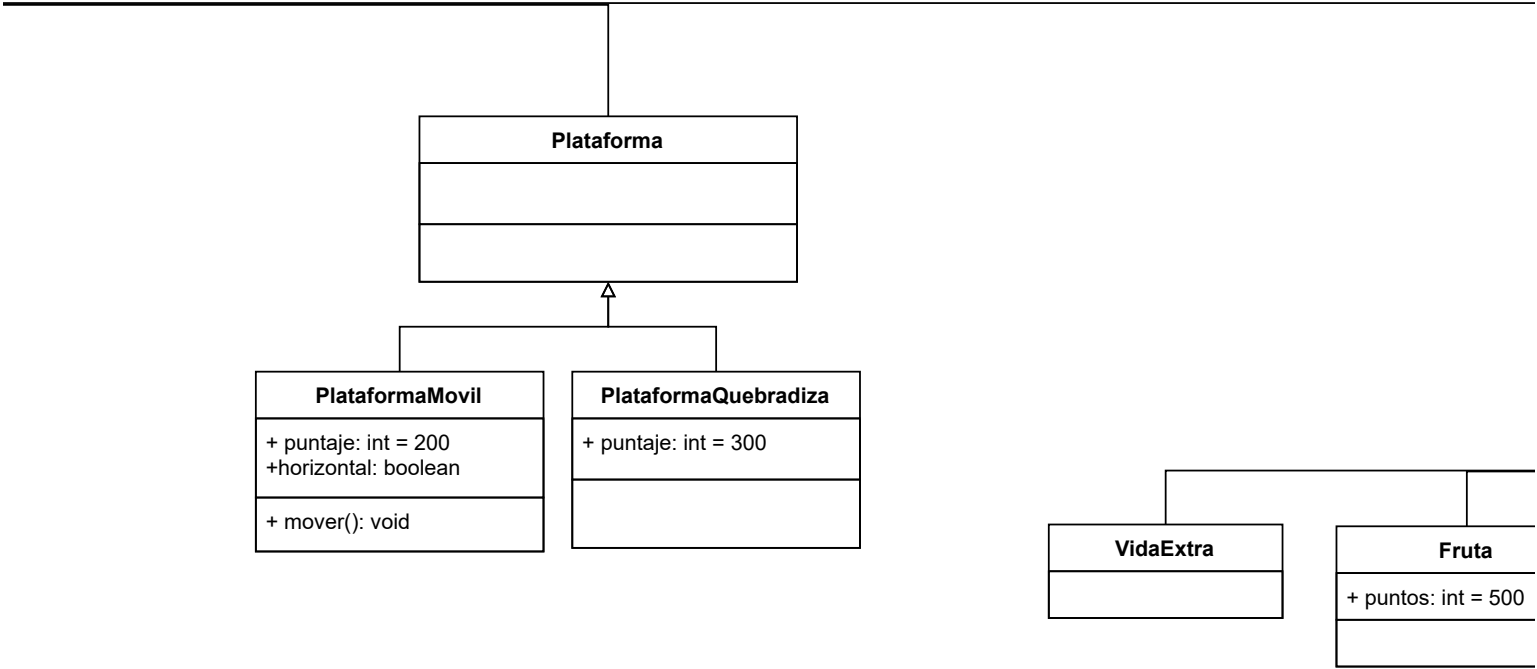 Plataforma
PlataformaMovil
+ puntaje: int = 200
+horizontal: boolean
+ mover(): void
PlataformaQuebradiza
+ puntaje: int = 300
VidaExtra
Fruta
+ puntos: int = 500